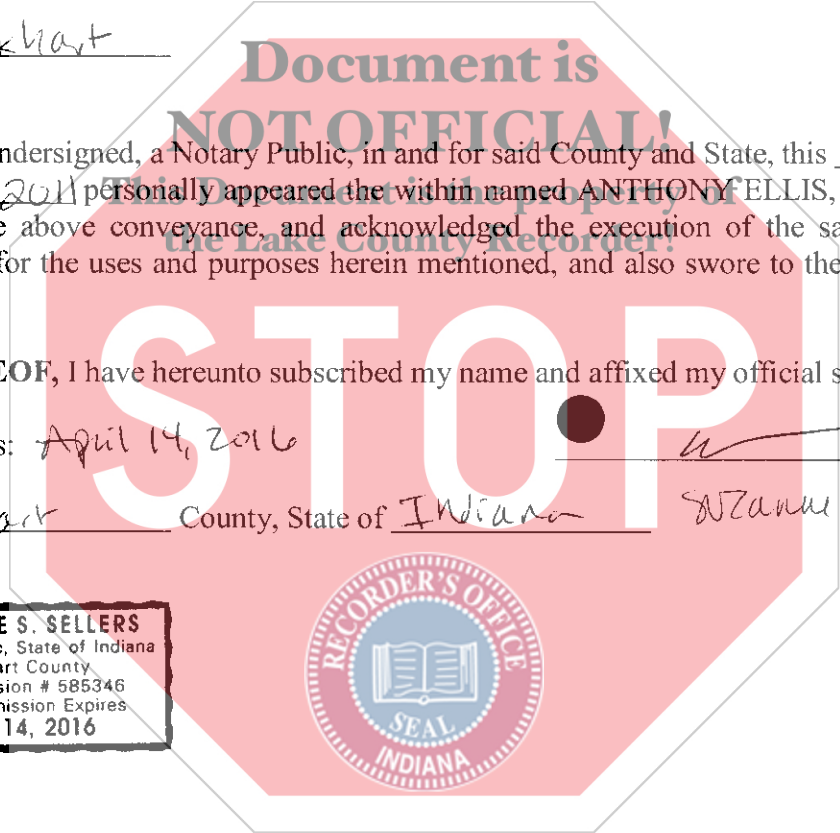 khart
Document is
NOT OFFICIAL!
ndersigned, a Notary Public, in and for said County and State, this
2011 personally appeared the within named ANTHONY ELLIS,
This Document is the property of
e above conveyance, and acknowledged the execution of the sa
the Lake County Recorder!
for the uses and purposes herein mentioned, and also swore to the
STOP
EOF, I have hereunto subscribed my name and affixed my official s
s: April 14, 2016
art County, State of Indiana
Suzanne
E S. SELLERS
c, State of Indiana
art County
sion # 585346
mission Expires
14, 2016
RECORDER'S OFFICE
SEAL
INDIANA